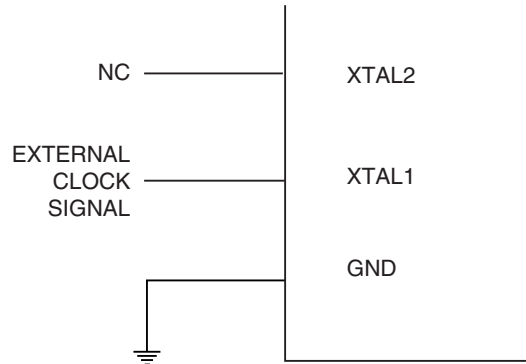 NC
XTAL2
EXTERNAL
CLOCK
SIGNAL
XTAL1
GND